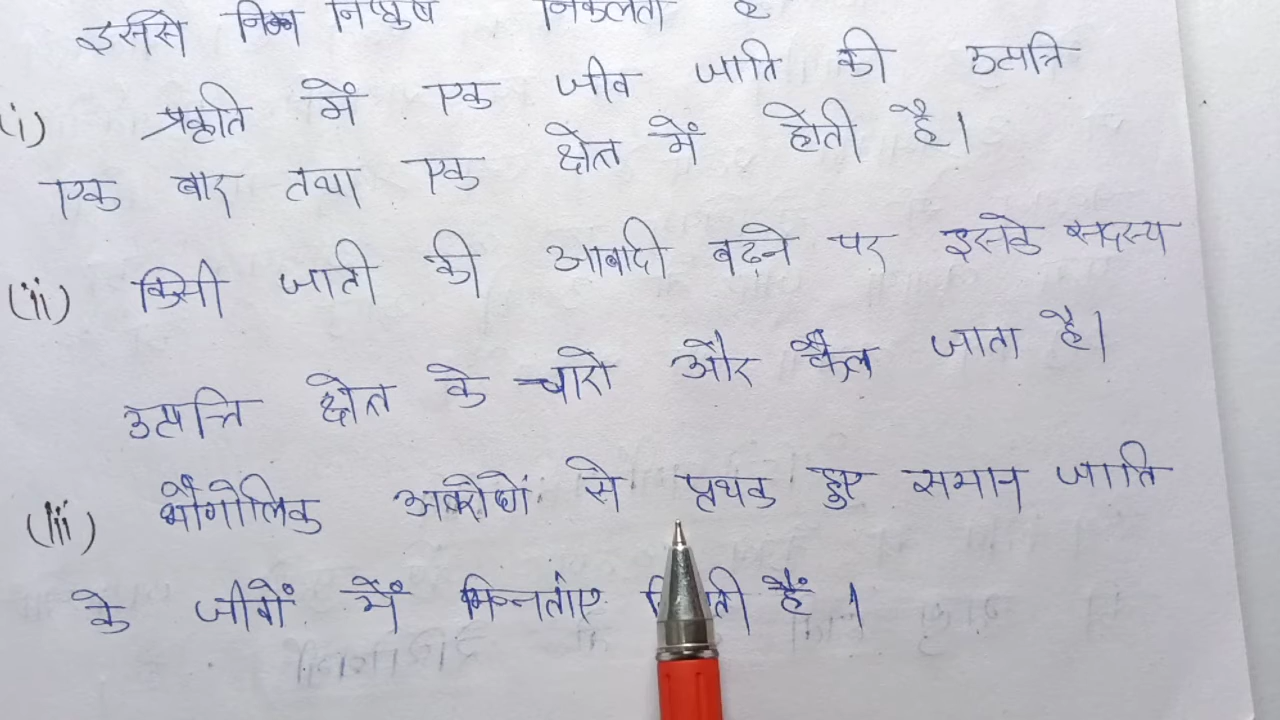 इससे निम्न निष्कर्ष निकलता है
(i) प्रकृति में एक जीव जाति की उत्पत्ति
एक बार तथा एक क्षेत्र में होती है।
(ii) किसी जाती की आबादी बढ़ने पर इसके सदस्य
उत्पत्ति क्षेत्र के चारो और फैल जाता है।
(iii) भौगोलिक अवरोधों से पृथक हुए समान जाति
के जीवों में भिन्नताए हैं।